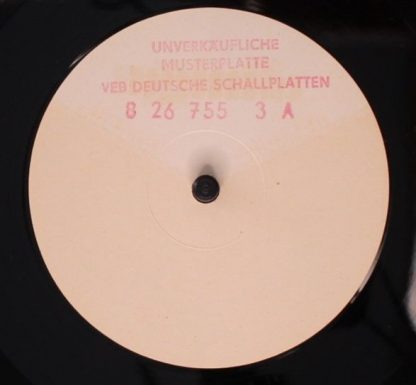 UNVERKÄUFLICHE
MUSTERPLATTE
VEB DEUTSCHE SCHALLPLATTEN
8 26 755 3 A